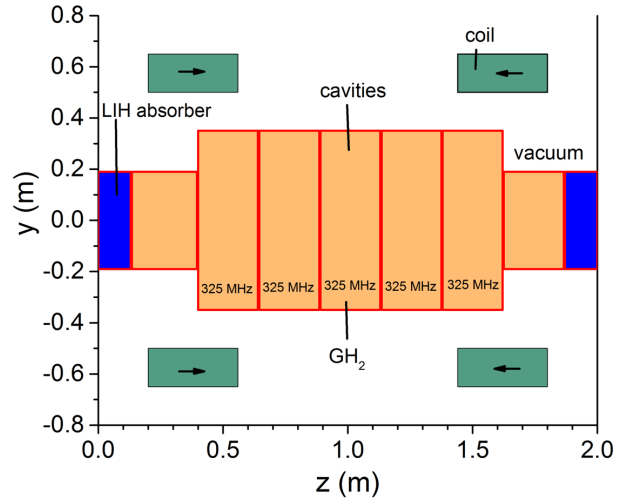 0.8
0.6
0.4
0.2
0.0
-0.2
-0.4
-0.6
-0.8
y (m)
coil
LIH absorber
cavities
vacuum
325 MHz
325 MHz
325 MHz
325 MHz
325 MHz
GH₂
0.0
0.5
1.0
1.5
2.0
z (m)